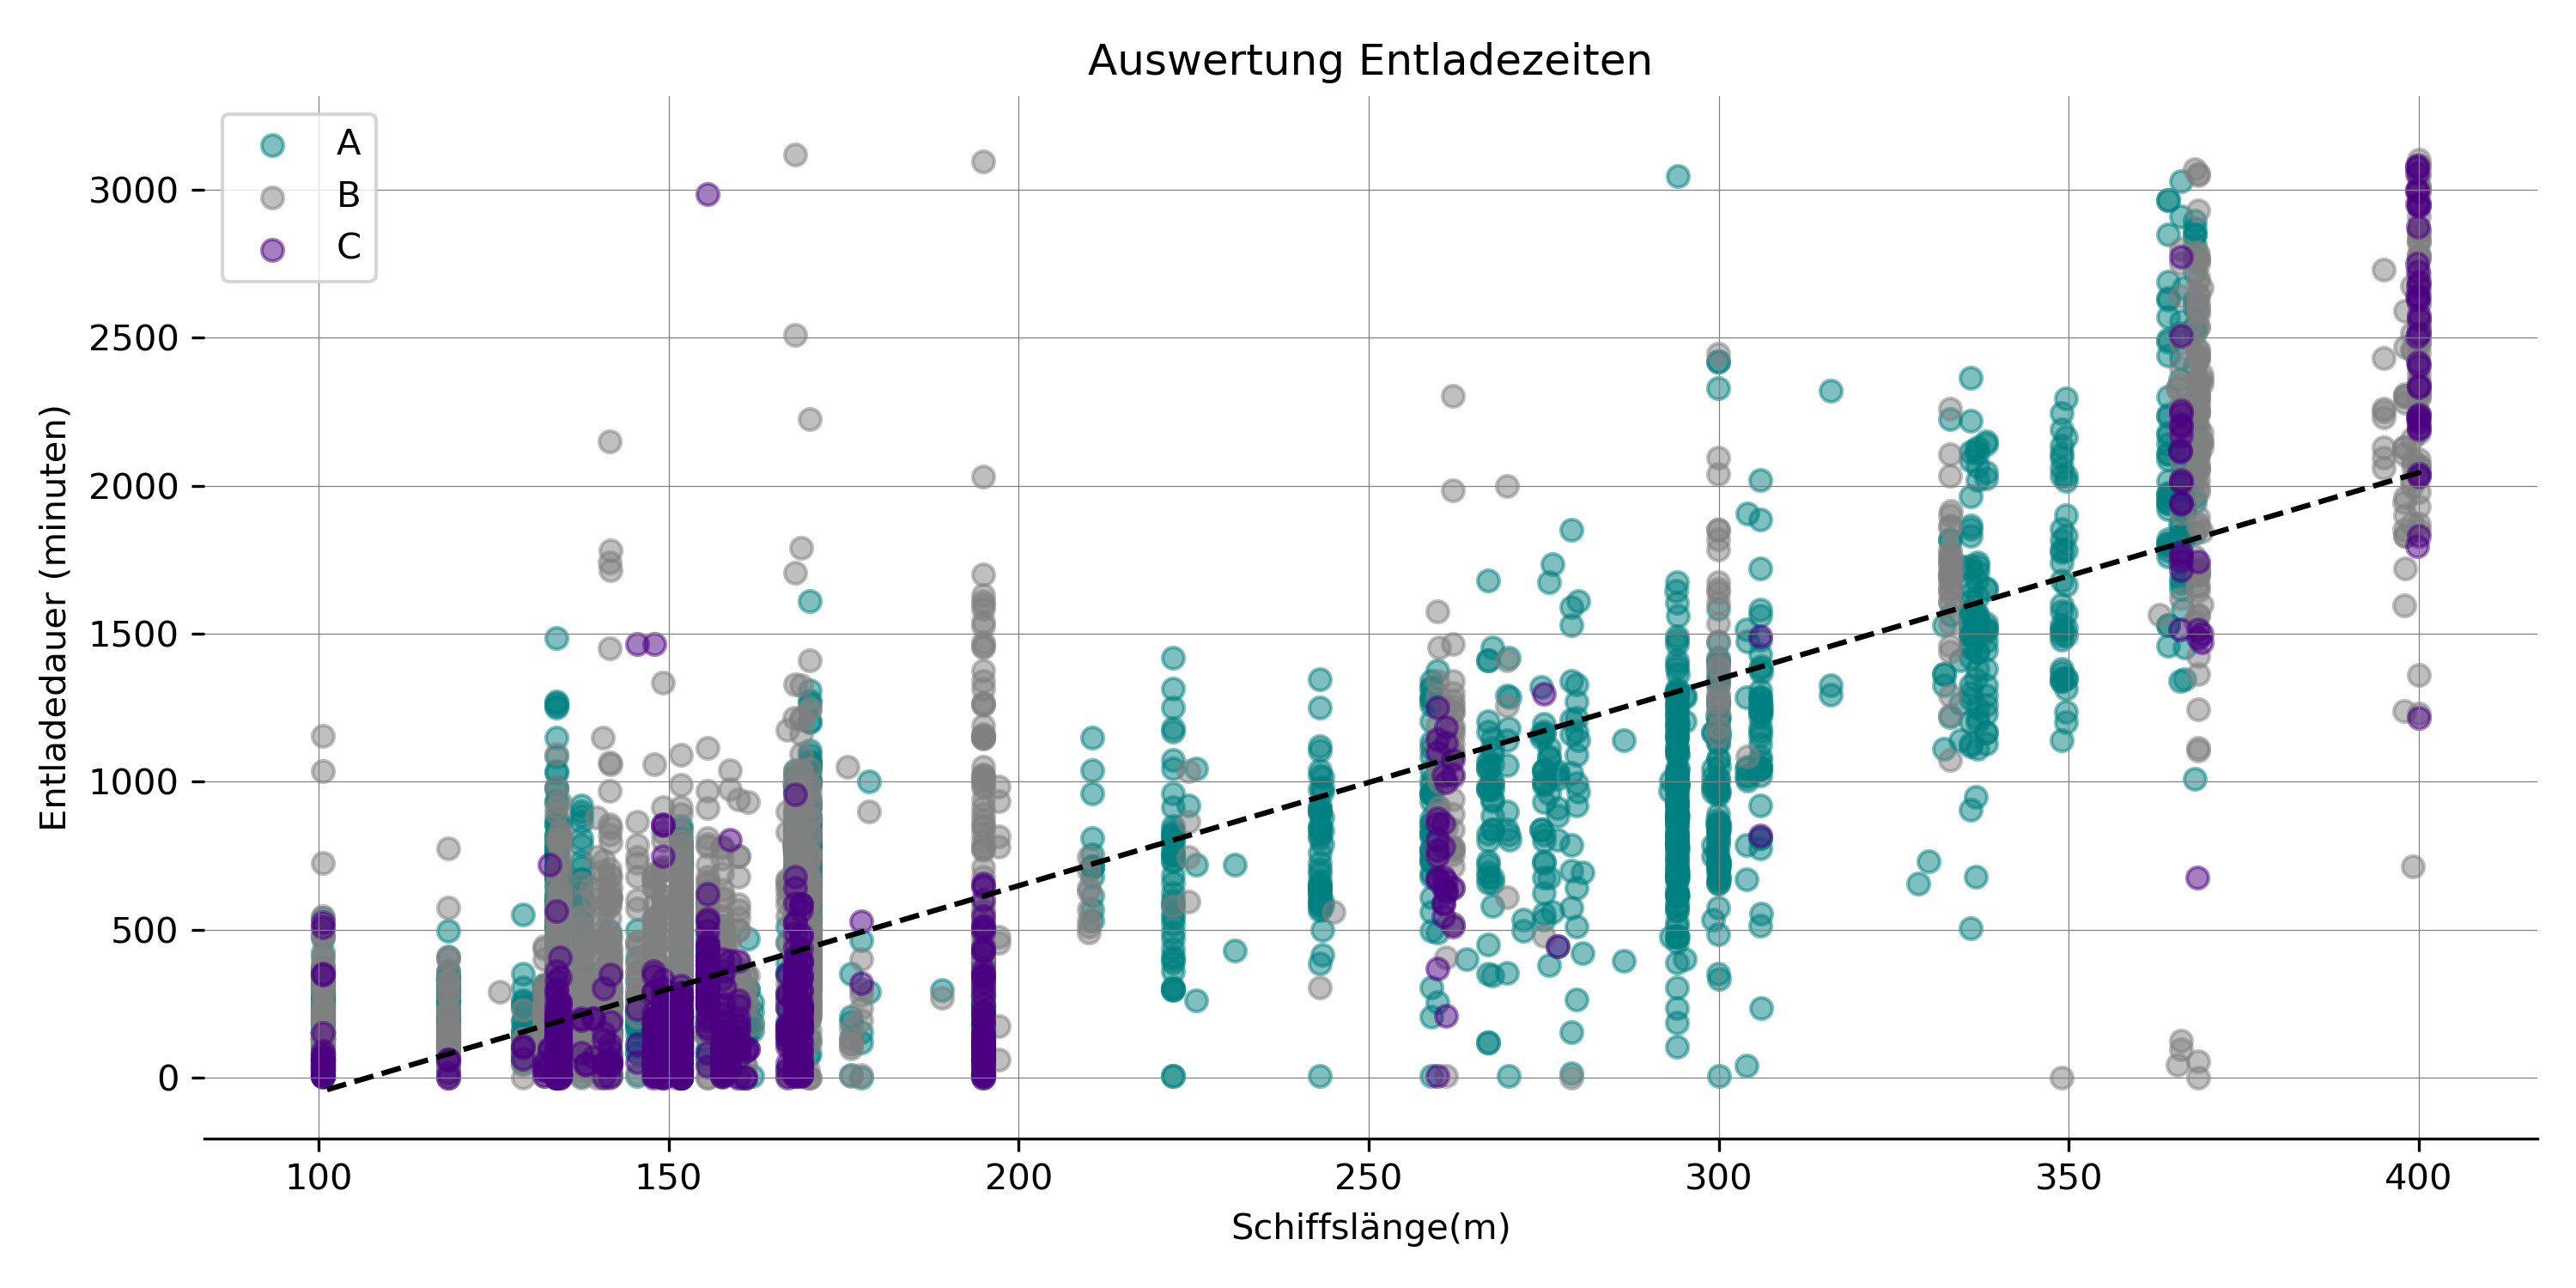 Auswertung Entladezeiten
A
B
C
3000
2500
2000
1500
1000
500
0
Entladedauer (minuten)
100 150 200 250 300 350 400
Schiffslänge(m)